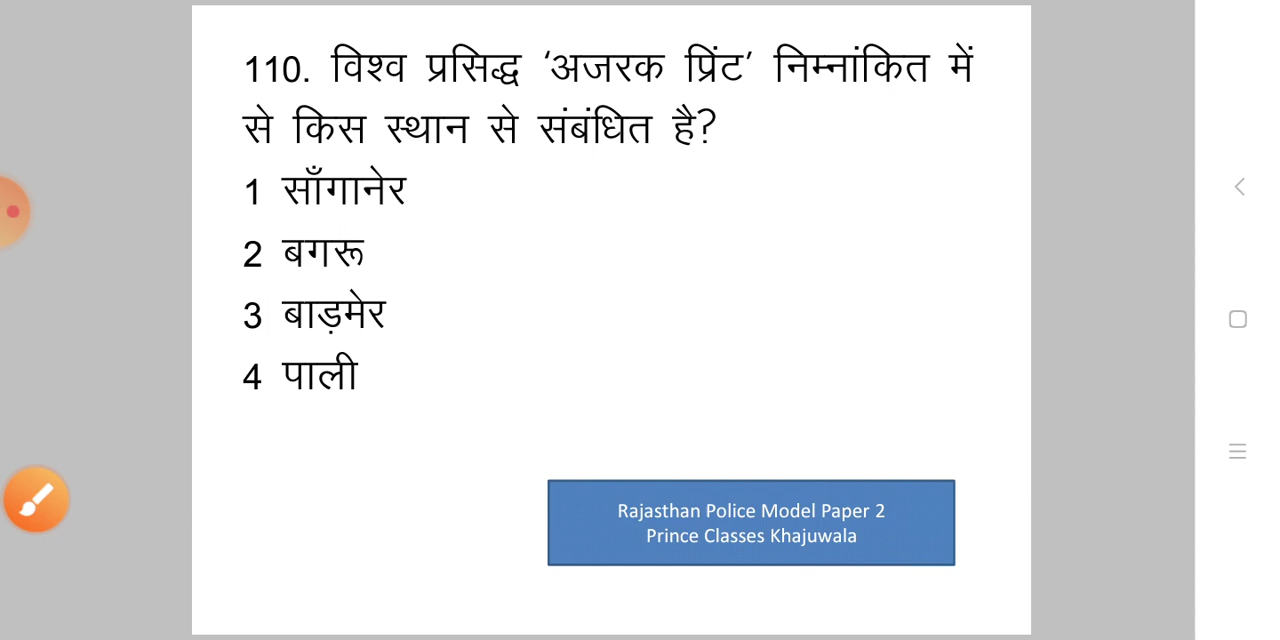 110. विश्व प्रसिद्ध ‘अजरक प्रिंट’ निम्नांकित में
से किस स्थान से संबंधित है?
1 साँगानेर
2 बगरू
3 बाड़मेर
4 पाली
Rajasthan Police Model Paper 2
Prince Classes Khajuwala